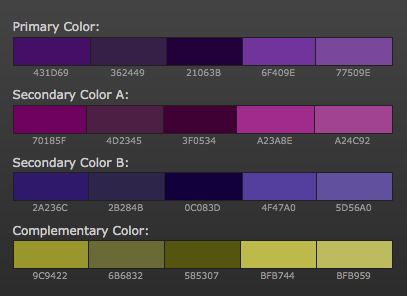 Primary Color:
431D69 362449 21063B 6F409E 77509E
Secondary Color A:
70185F 4D2345 3F0534 A23A8E A24C92
Secondary Color B:
2A236C 2B284B 0C083D 4F47A0 5D56A0
Complementary Color:
9C9422 6B6832 585307 BFB744 BFB959